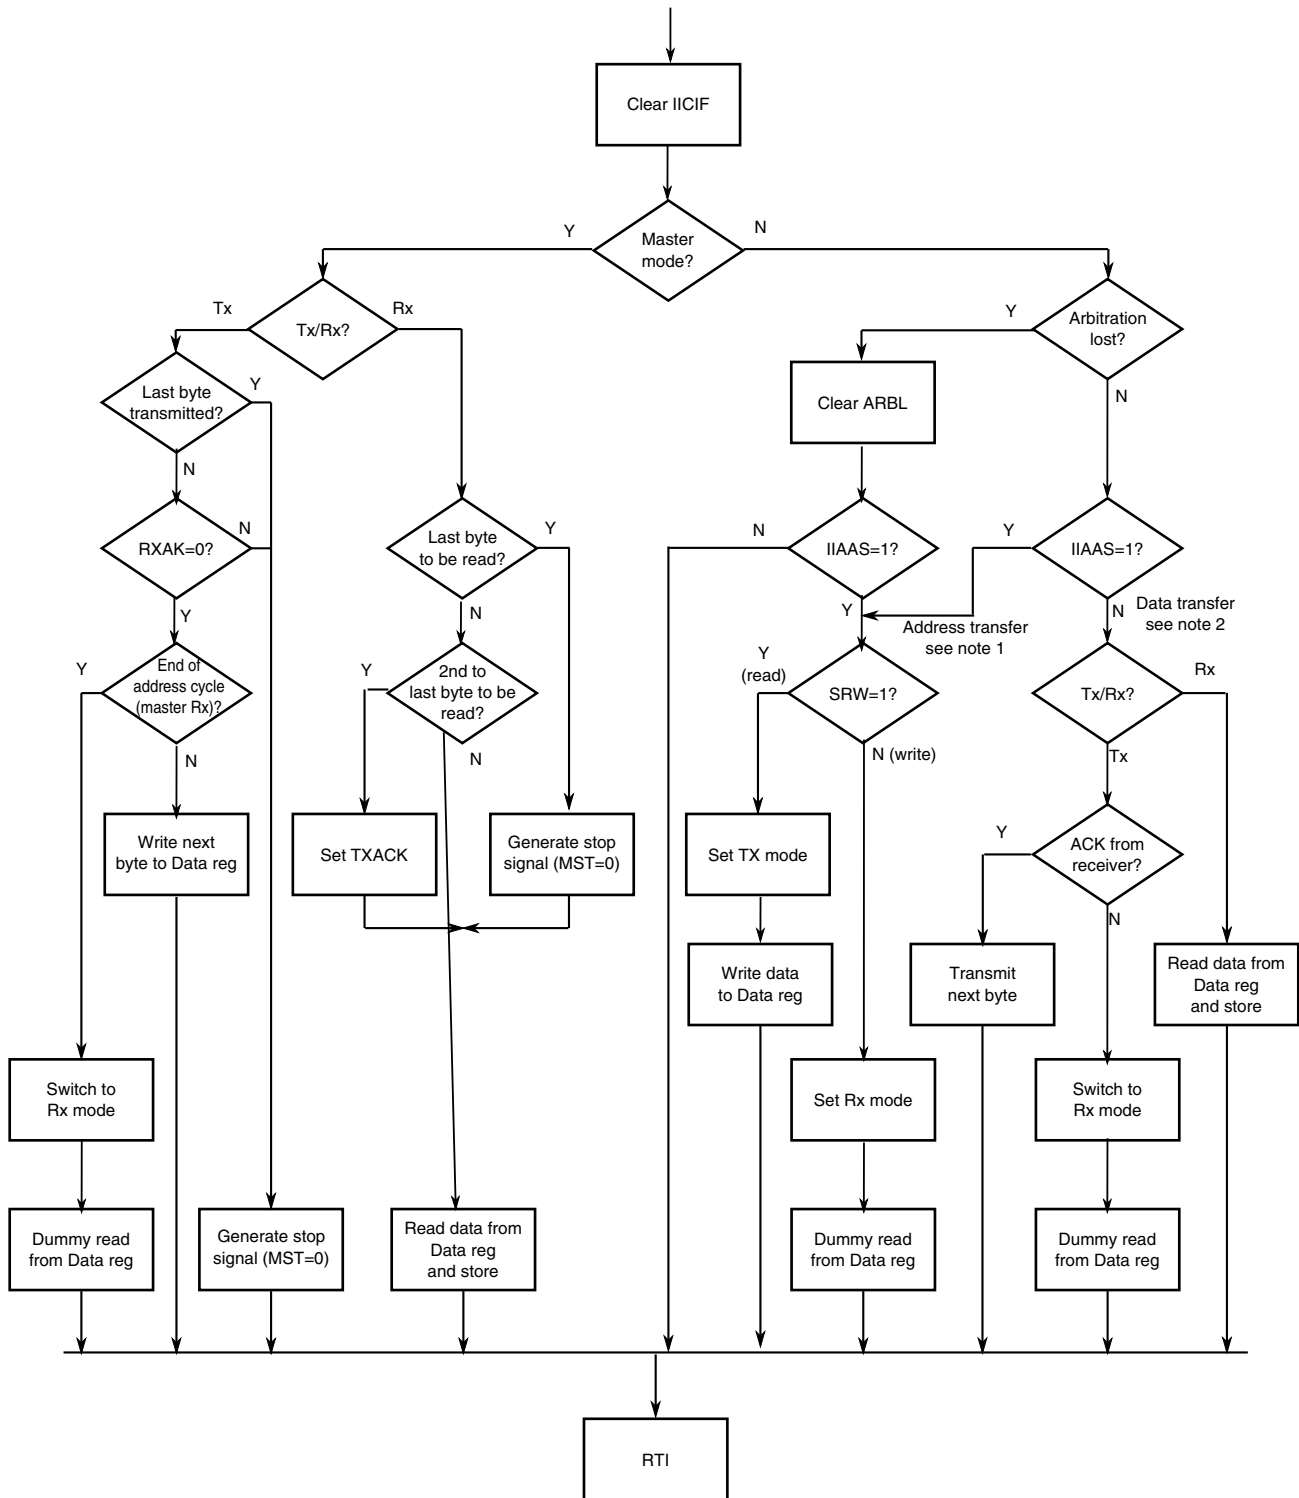 Clear IICIF
Y
N
Master
mode?
Tx
Rx
Tx/Rx?
Y
Arbitration
lost?
Last byte
transmitted?
Y
Clear ARBL
N
N
RXAK=0?
N
Last byte
to be read?
Y
N
IIAAS=1?
Y
IIAAS=1?
Y
N
Y
Address transfer
see note 1
N
Data transfer
see note 2
Y
End of
address cycle
(master Rx)?
N
Y
2nd to
last byte to be
read?
N
Y
(read)
SRW=1?
N (write)
Tx/Rx?
Rx
Tx
Write next
byte to Data reg
Set TXACK
Generate stop
signal (MST=0)
Set TX mode
Y
ACK from
receiver?
N
Write data
to Data reg
Transmit
next byte
Read data from
Data reg
and store
Switch to
Rx mode
Set Rx mode
Switch to
Rx mode
Dummy read
from Data reg
Generate stop
signal (MST=0)
Read data from
Data reg
and store
Dummy read
from Data reg
Dummy read
from Data reg
RTI